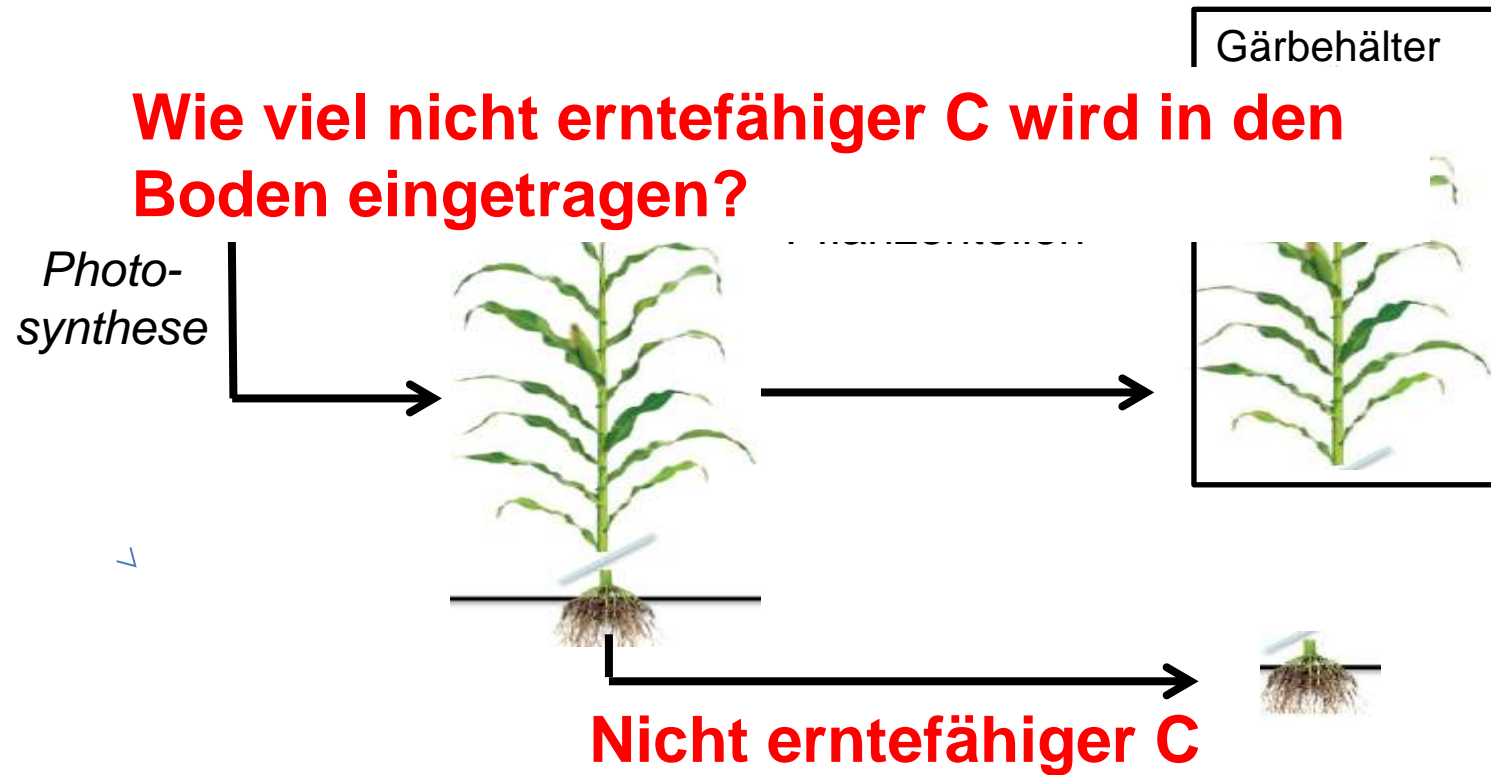 Gärbehälter
Wie viel nicht erntefähiger C wird in den
Boden eingetragen?
Photo-
synthese
Nicht erntefähiger C